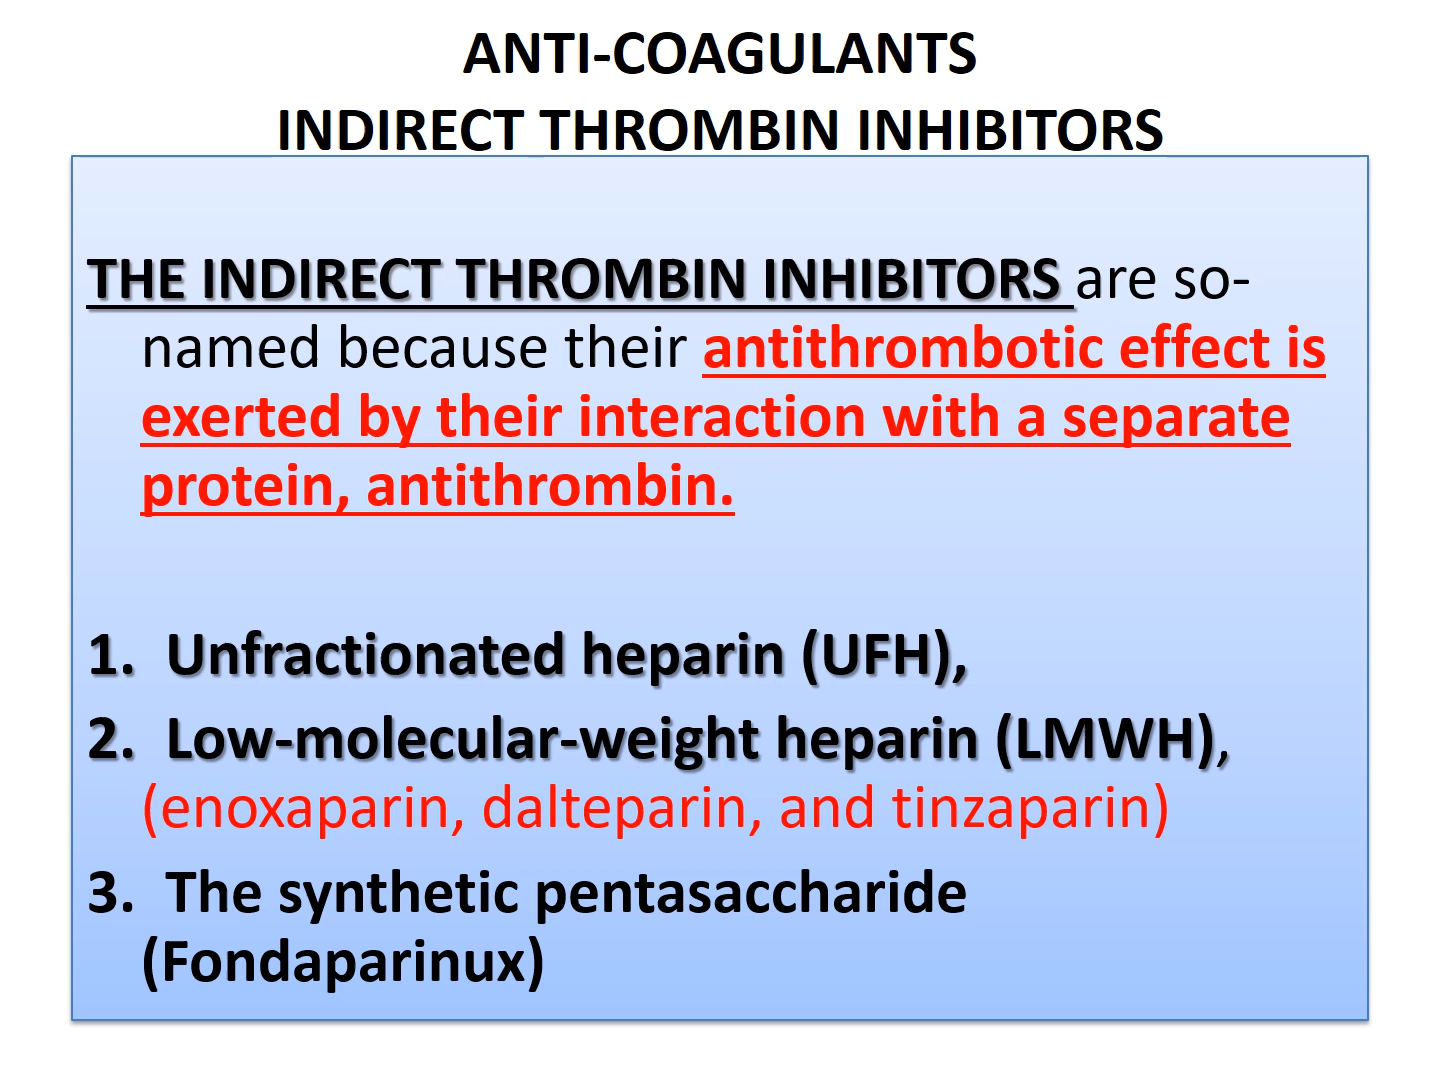 ANTI-COAGULANTS
INDIRECT THROMBIN INHIBITORS
THE INDIRECT THROMBIN INHIBITORS are so-
named because their antithrombotic effect is
exerted by their interaction with a separate
protein, antithrombin.
1. Unfractionated heparin (UFH),
2. Low-molecular-weight heparin (LMWH),
(enoxaparin, dalteparin, and tinzaparin)
3. The synthetic pentasaccharide
(Fondaparinux)